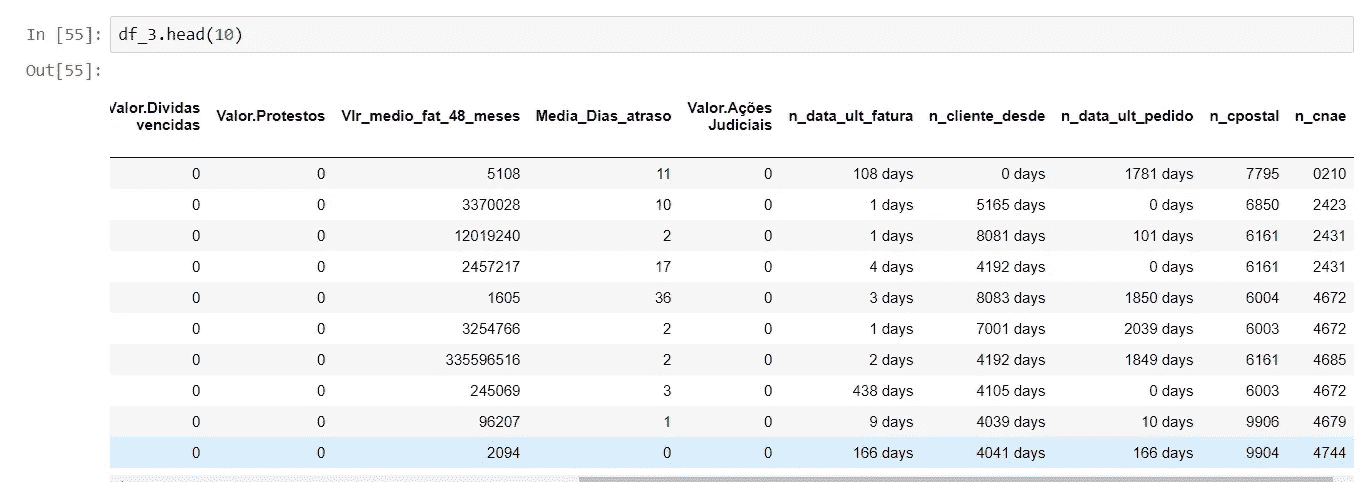 In [55]: df_3.head(10)
Out[55]:
Valor.Dividas vencidas Valor.Protestos Vlr_medio_fat_48_meses Media_Dias_atraso Valor.Ações Judiciais n_data_ult_fatura n_cliente_desde n_data_ult_pedido n_cpostal n_cnae
0 0 5108 11 0 108 days 0 days 1781 days 7795 0210
0 0 3370028 10 0 1 days 5165 days 0 days 6850 2423
0 0 12019240 2 0 1 days 8081 days 101 days 6161 2431
0 0 2457217 17 0 4 days 4192 days 0 days 6161 2431
0 0 1605 36 0 3 days 8083 days 1850 days 6004 4672
0 0 3254766 2 0 1 days 7001 days 2039 days 6003 4672
0 0 335596516 2 0 2 days 4192 days 1849 days 6161 4685
0 0 245069 3 0 438 days 4105 days 0 days 6003 4672
0 0 96207 1 0 9 days 4039 days 10 days 9906 4679
0 0 2094 0 0 166 days 4041 days 166 days 9904 4744